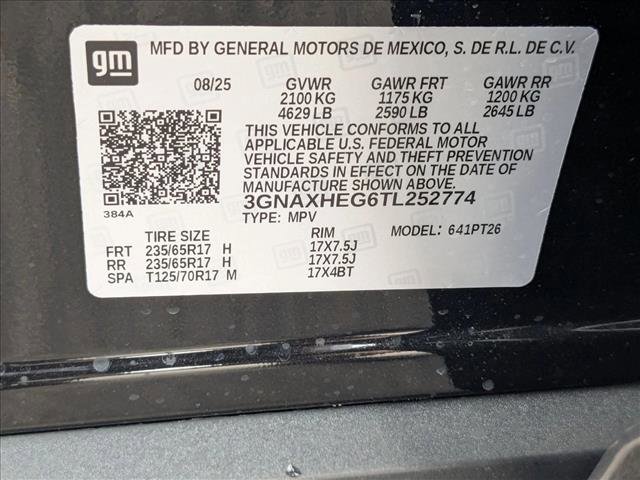 gm
MFD BY GENERAL MOTORS DE MEXICO, S. DE R.L. DE C.V.
08/25 GVWR GAWR FRT GAWR RR
2100 KG 1175 KG 1200 KG
4629 LB 2590 LB 2645 LB
THIS VEHICLE CONFORMS TO ALL
APPLICABLE U.S. FEDERAL MOTOR
VEHICLE SAFETY AND THEFT PREVENTION
STANDARDS IN EFFECT ON THE DATE OF
MANUFACTURE SHOWN ABOVE.
384A
3GNAXHEG6TL252774
TYPE: MPV
TIRE SIZE RIM MODEL: 641PT26
FRT 235/65R17 H 17X7.5J
RR 235/65R17 H 17X7.5J
SPA T125/70R17 M 17X4BT